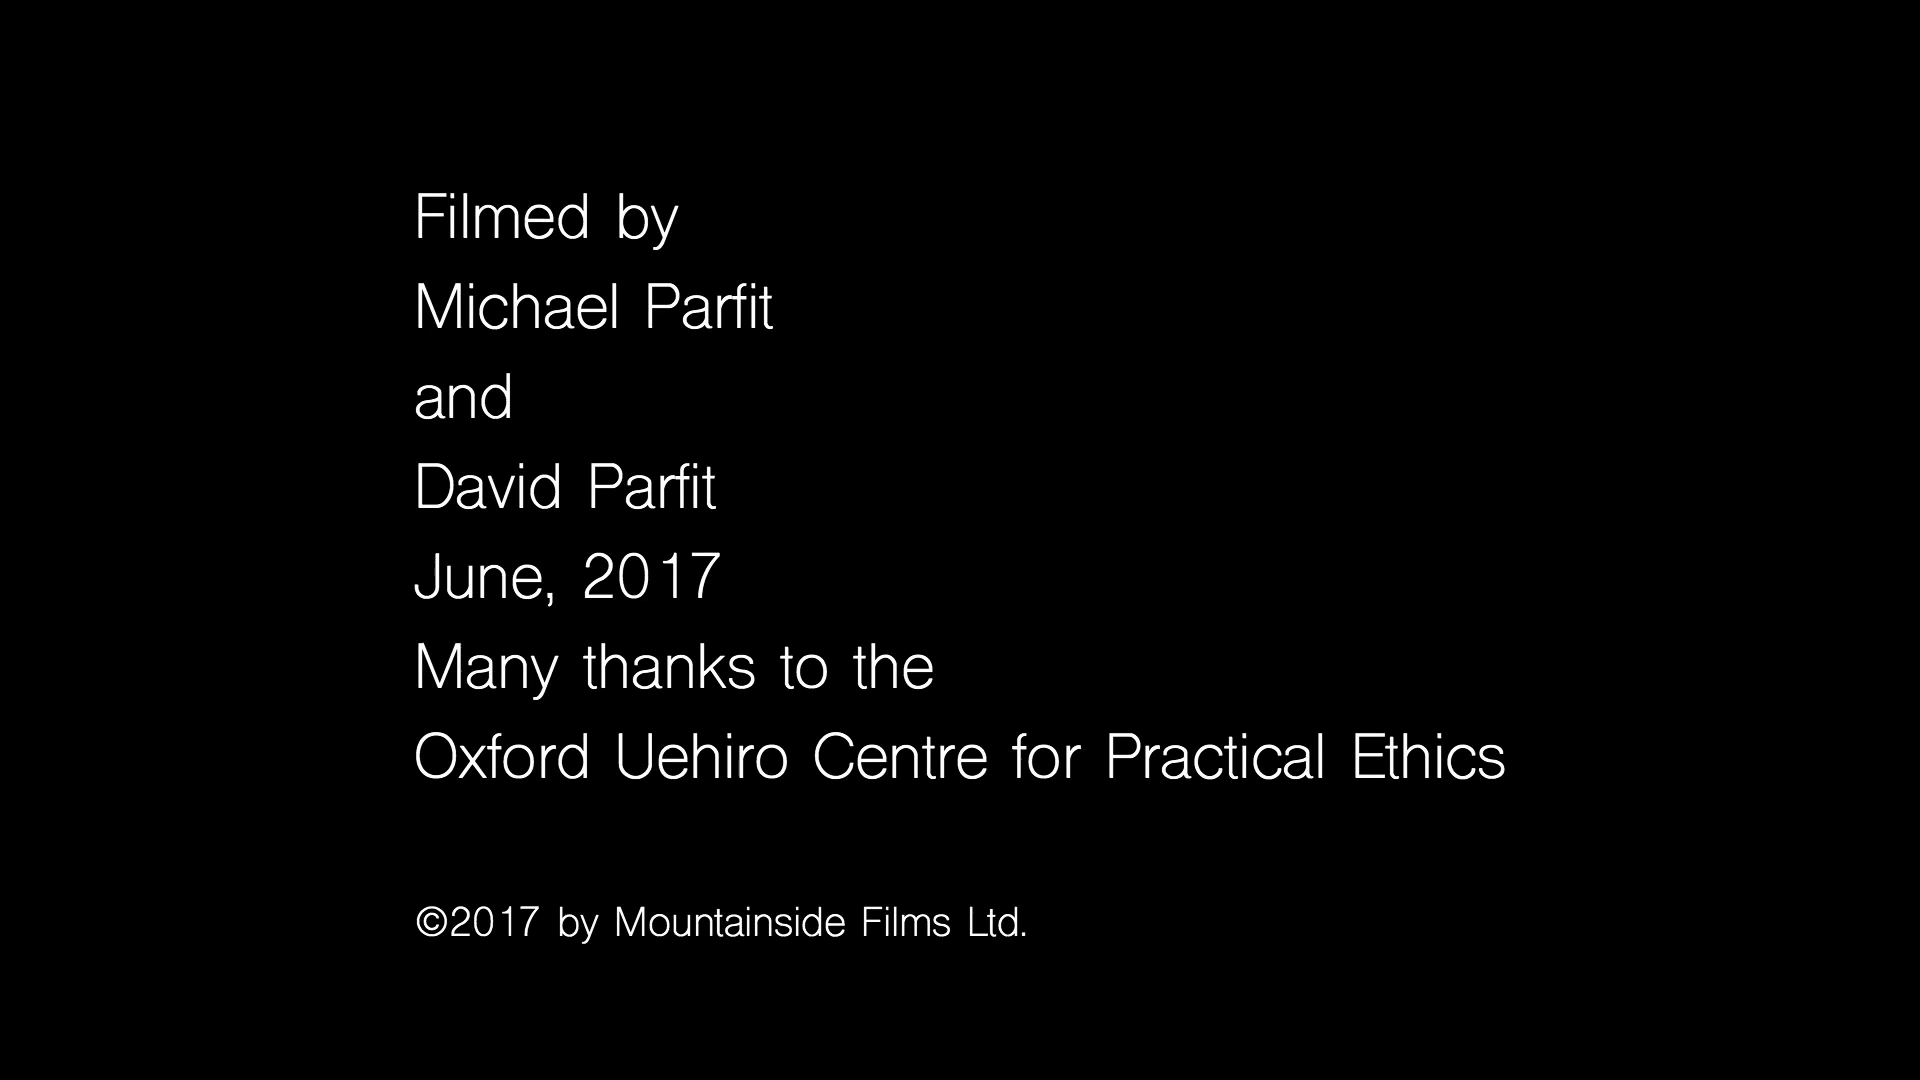 Filmed by
Michael Parfit
and
David Parfit
June, 2017
Many thanks to the
Oxford Uehiro Centre for Practical Ethics
©2017 by Mountainside Films Ltd.